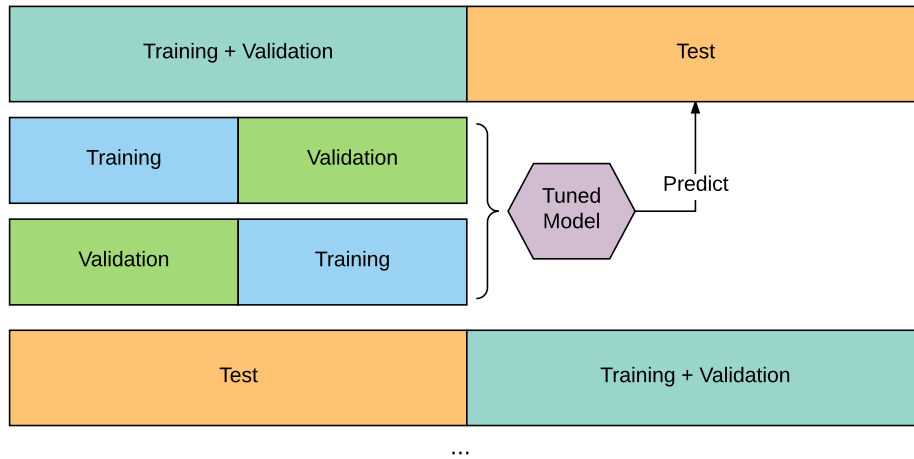 Training + Validation
Test
Training
Validation
Tuned
Model
Predict
Validation
Training
Test
Training + Validation
...